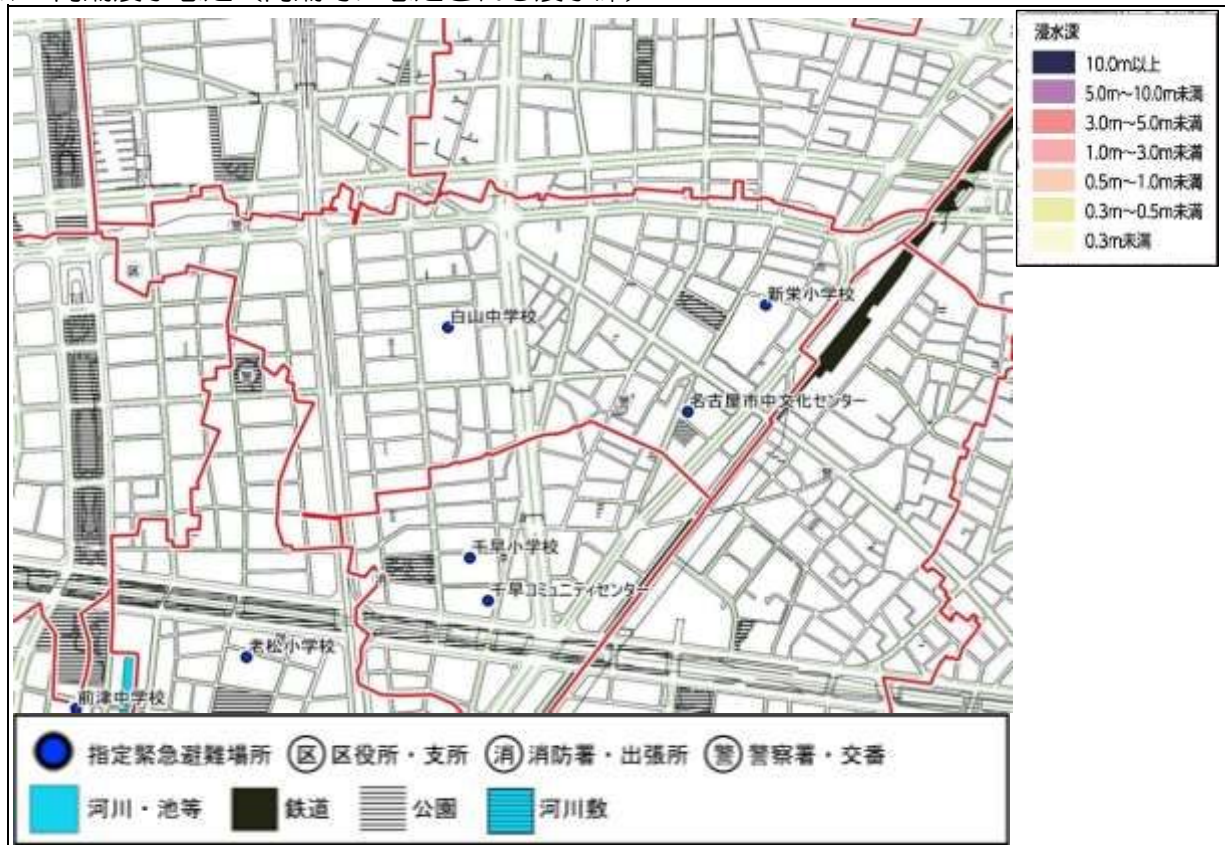 浸水深
10.0m以上
5.0m～10.0m未満
3.0m～5.0m未満
1.0m～3.0m未満
0.5m～1.0m未満
0.3m～0.5m未満
0.3m未満
区
新栄小学校
白山中学校
名古屋市中文化センター
千早小学校
千早コミュニティセンター
老松小学校
前津中学校
指定緊急避難場所 区 区役所・支所 消 消防署・出張所 警 警察署・交番
河川・池等 鉄道 公園 河川敷